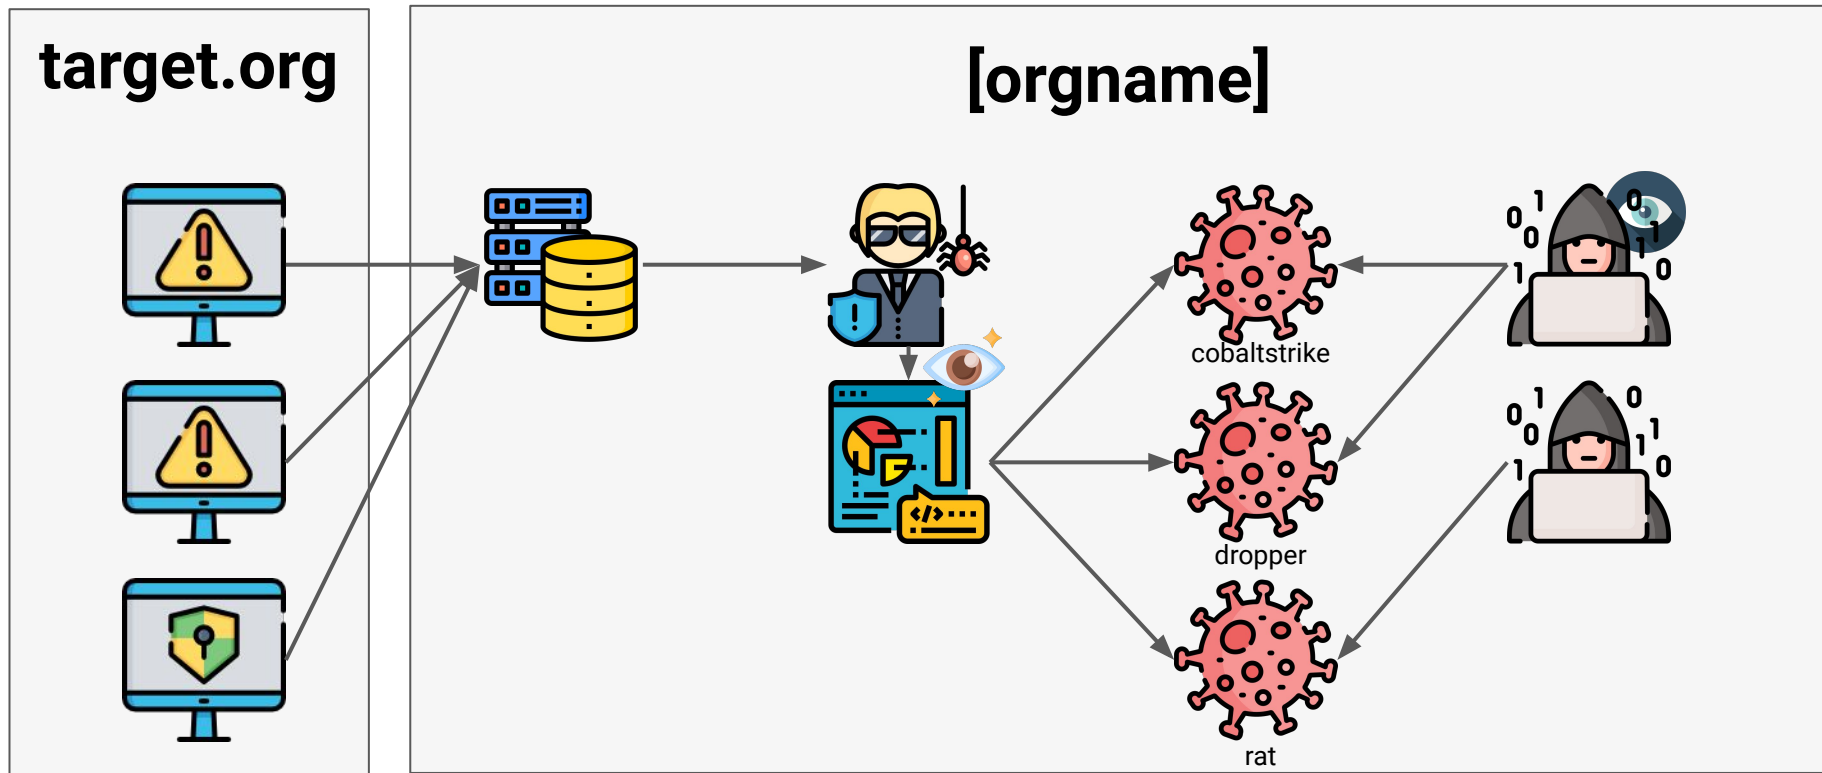 target.org
[orgname]
cobaltstrike
dropper
rat